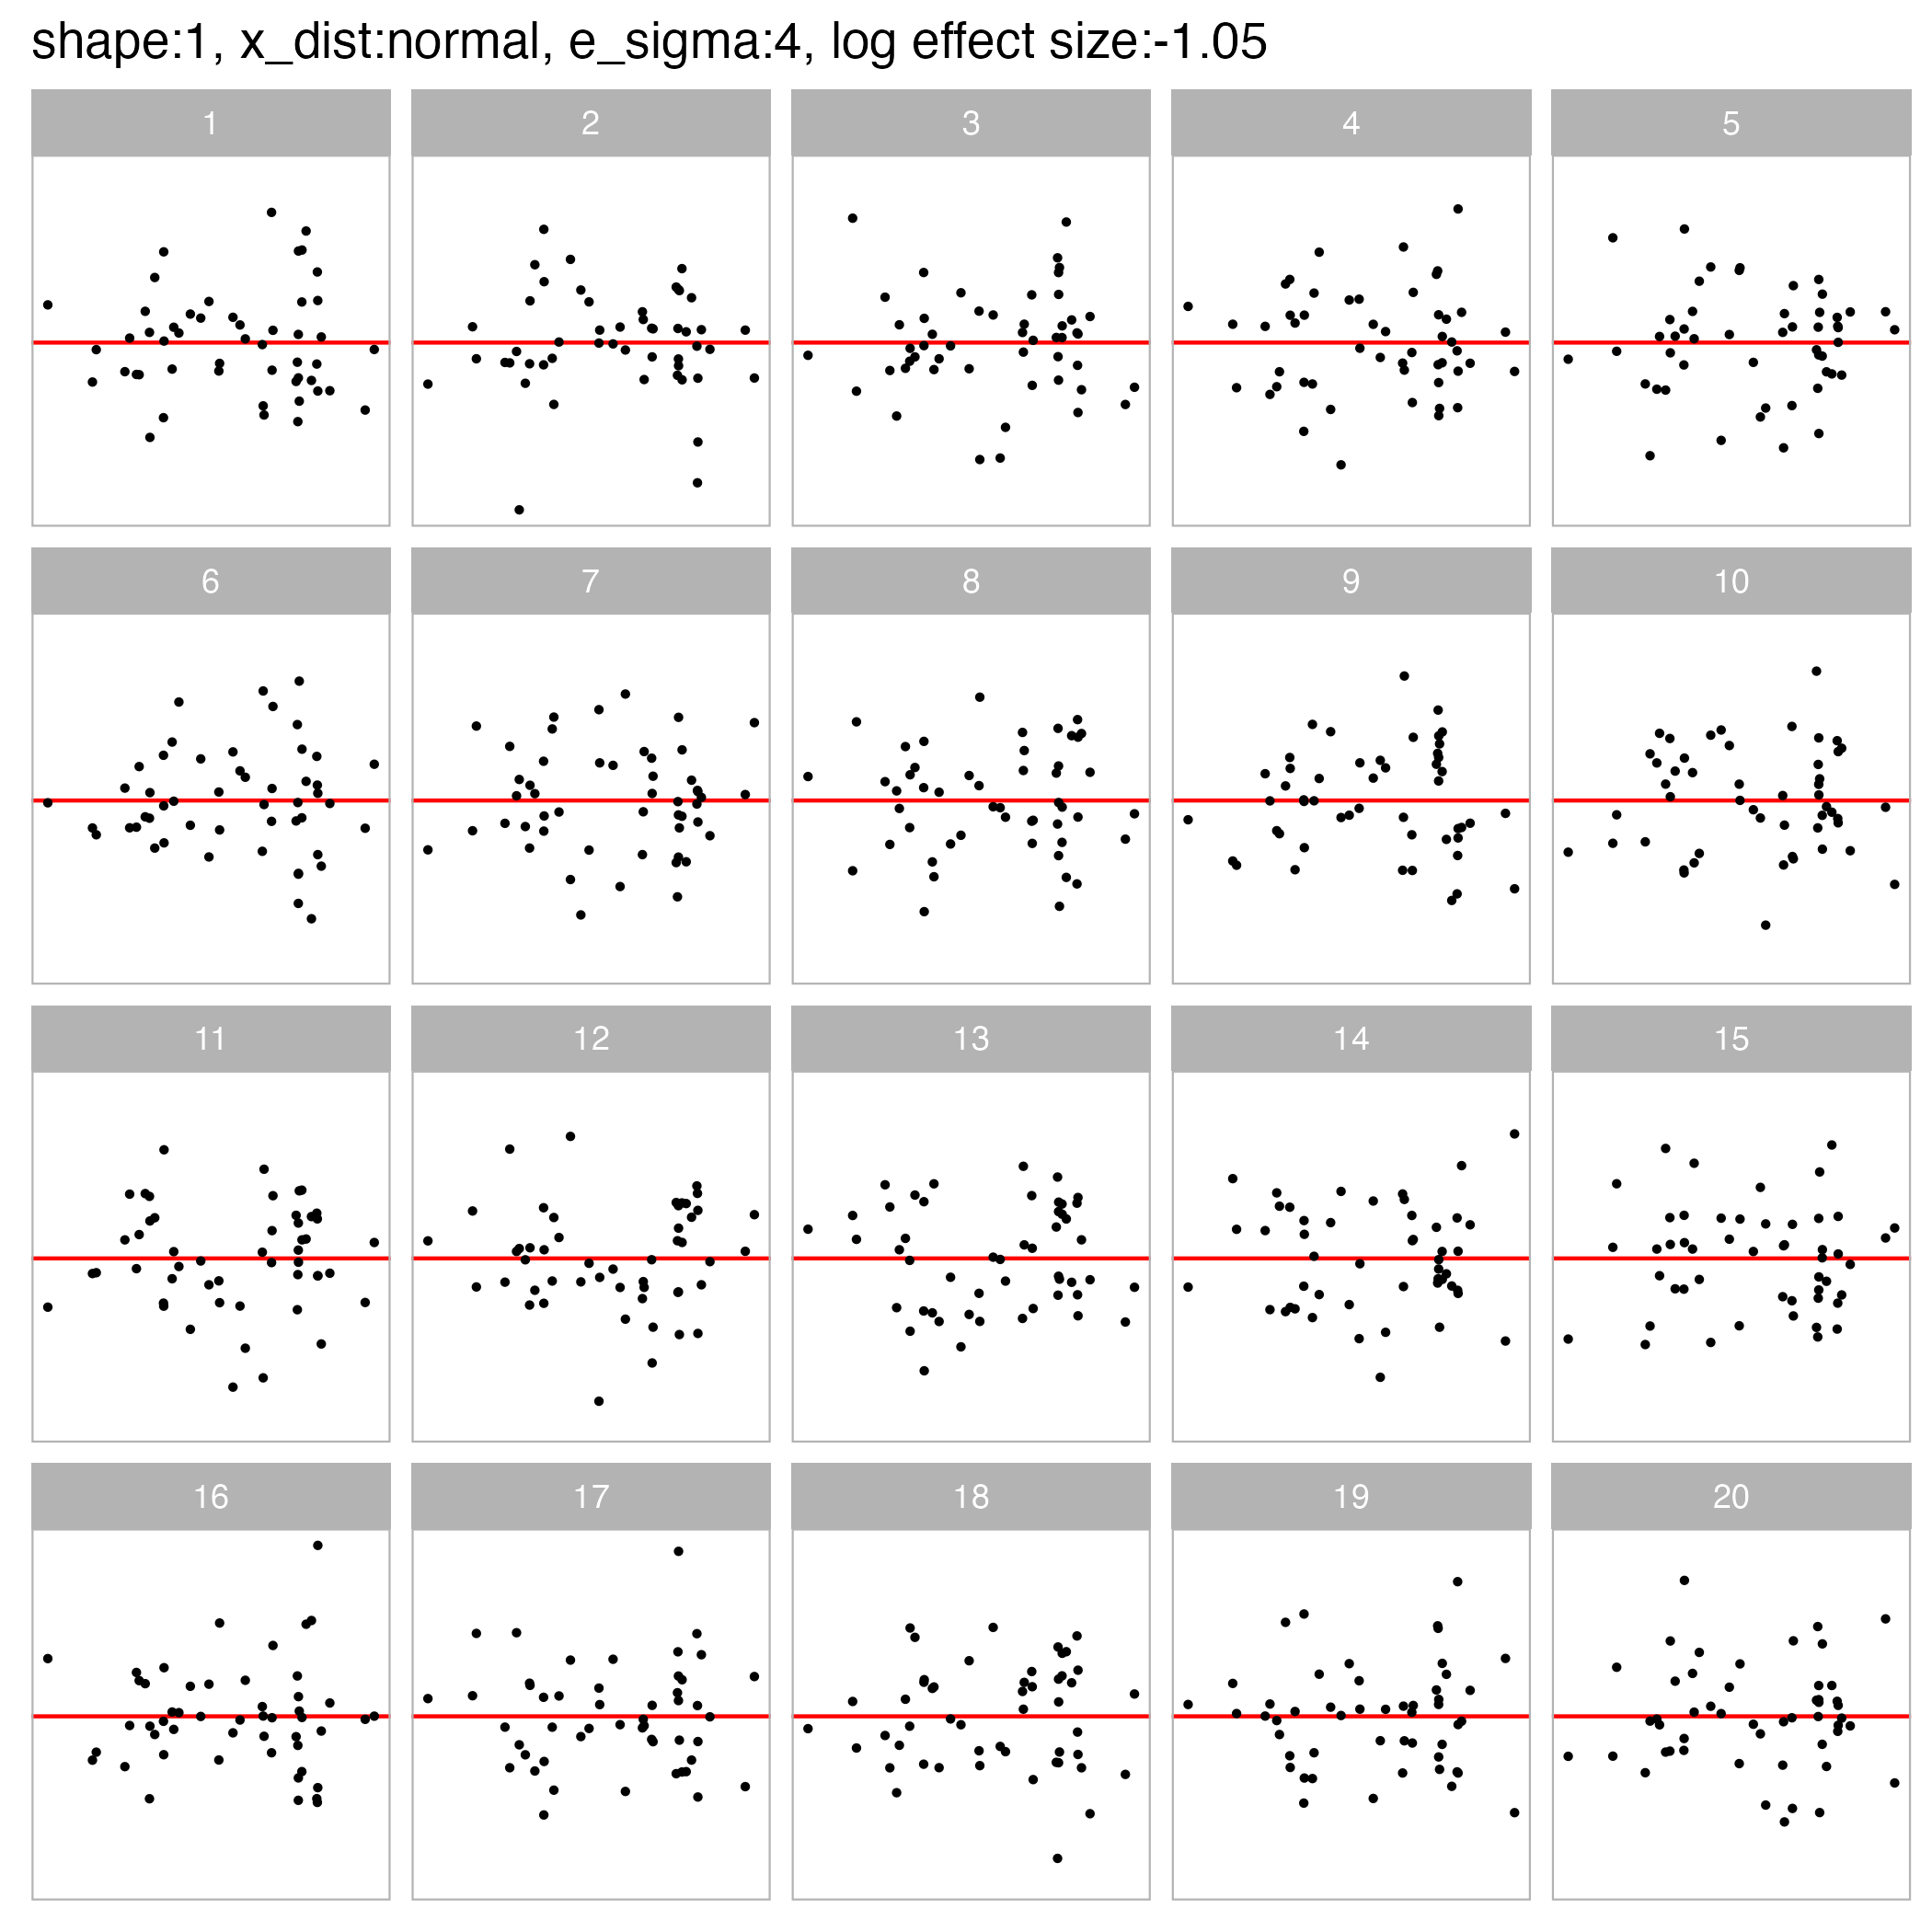 shape:1, x_dist:normal, e_sigma:4, log effect size:-1.05
1 2 3 4 5
6 7 8 9 10
11 12 13 14 15
16 17 18 19 20